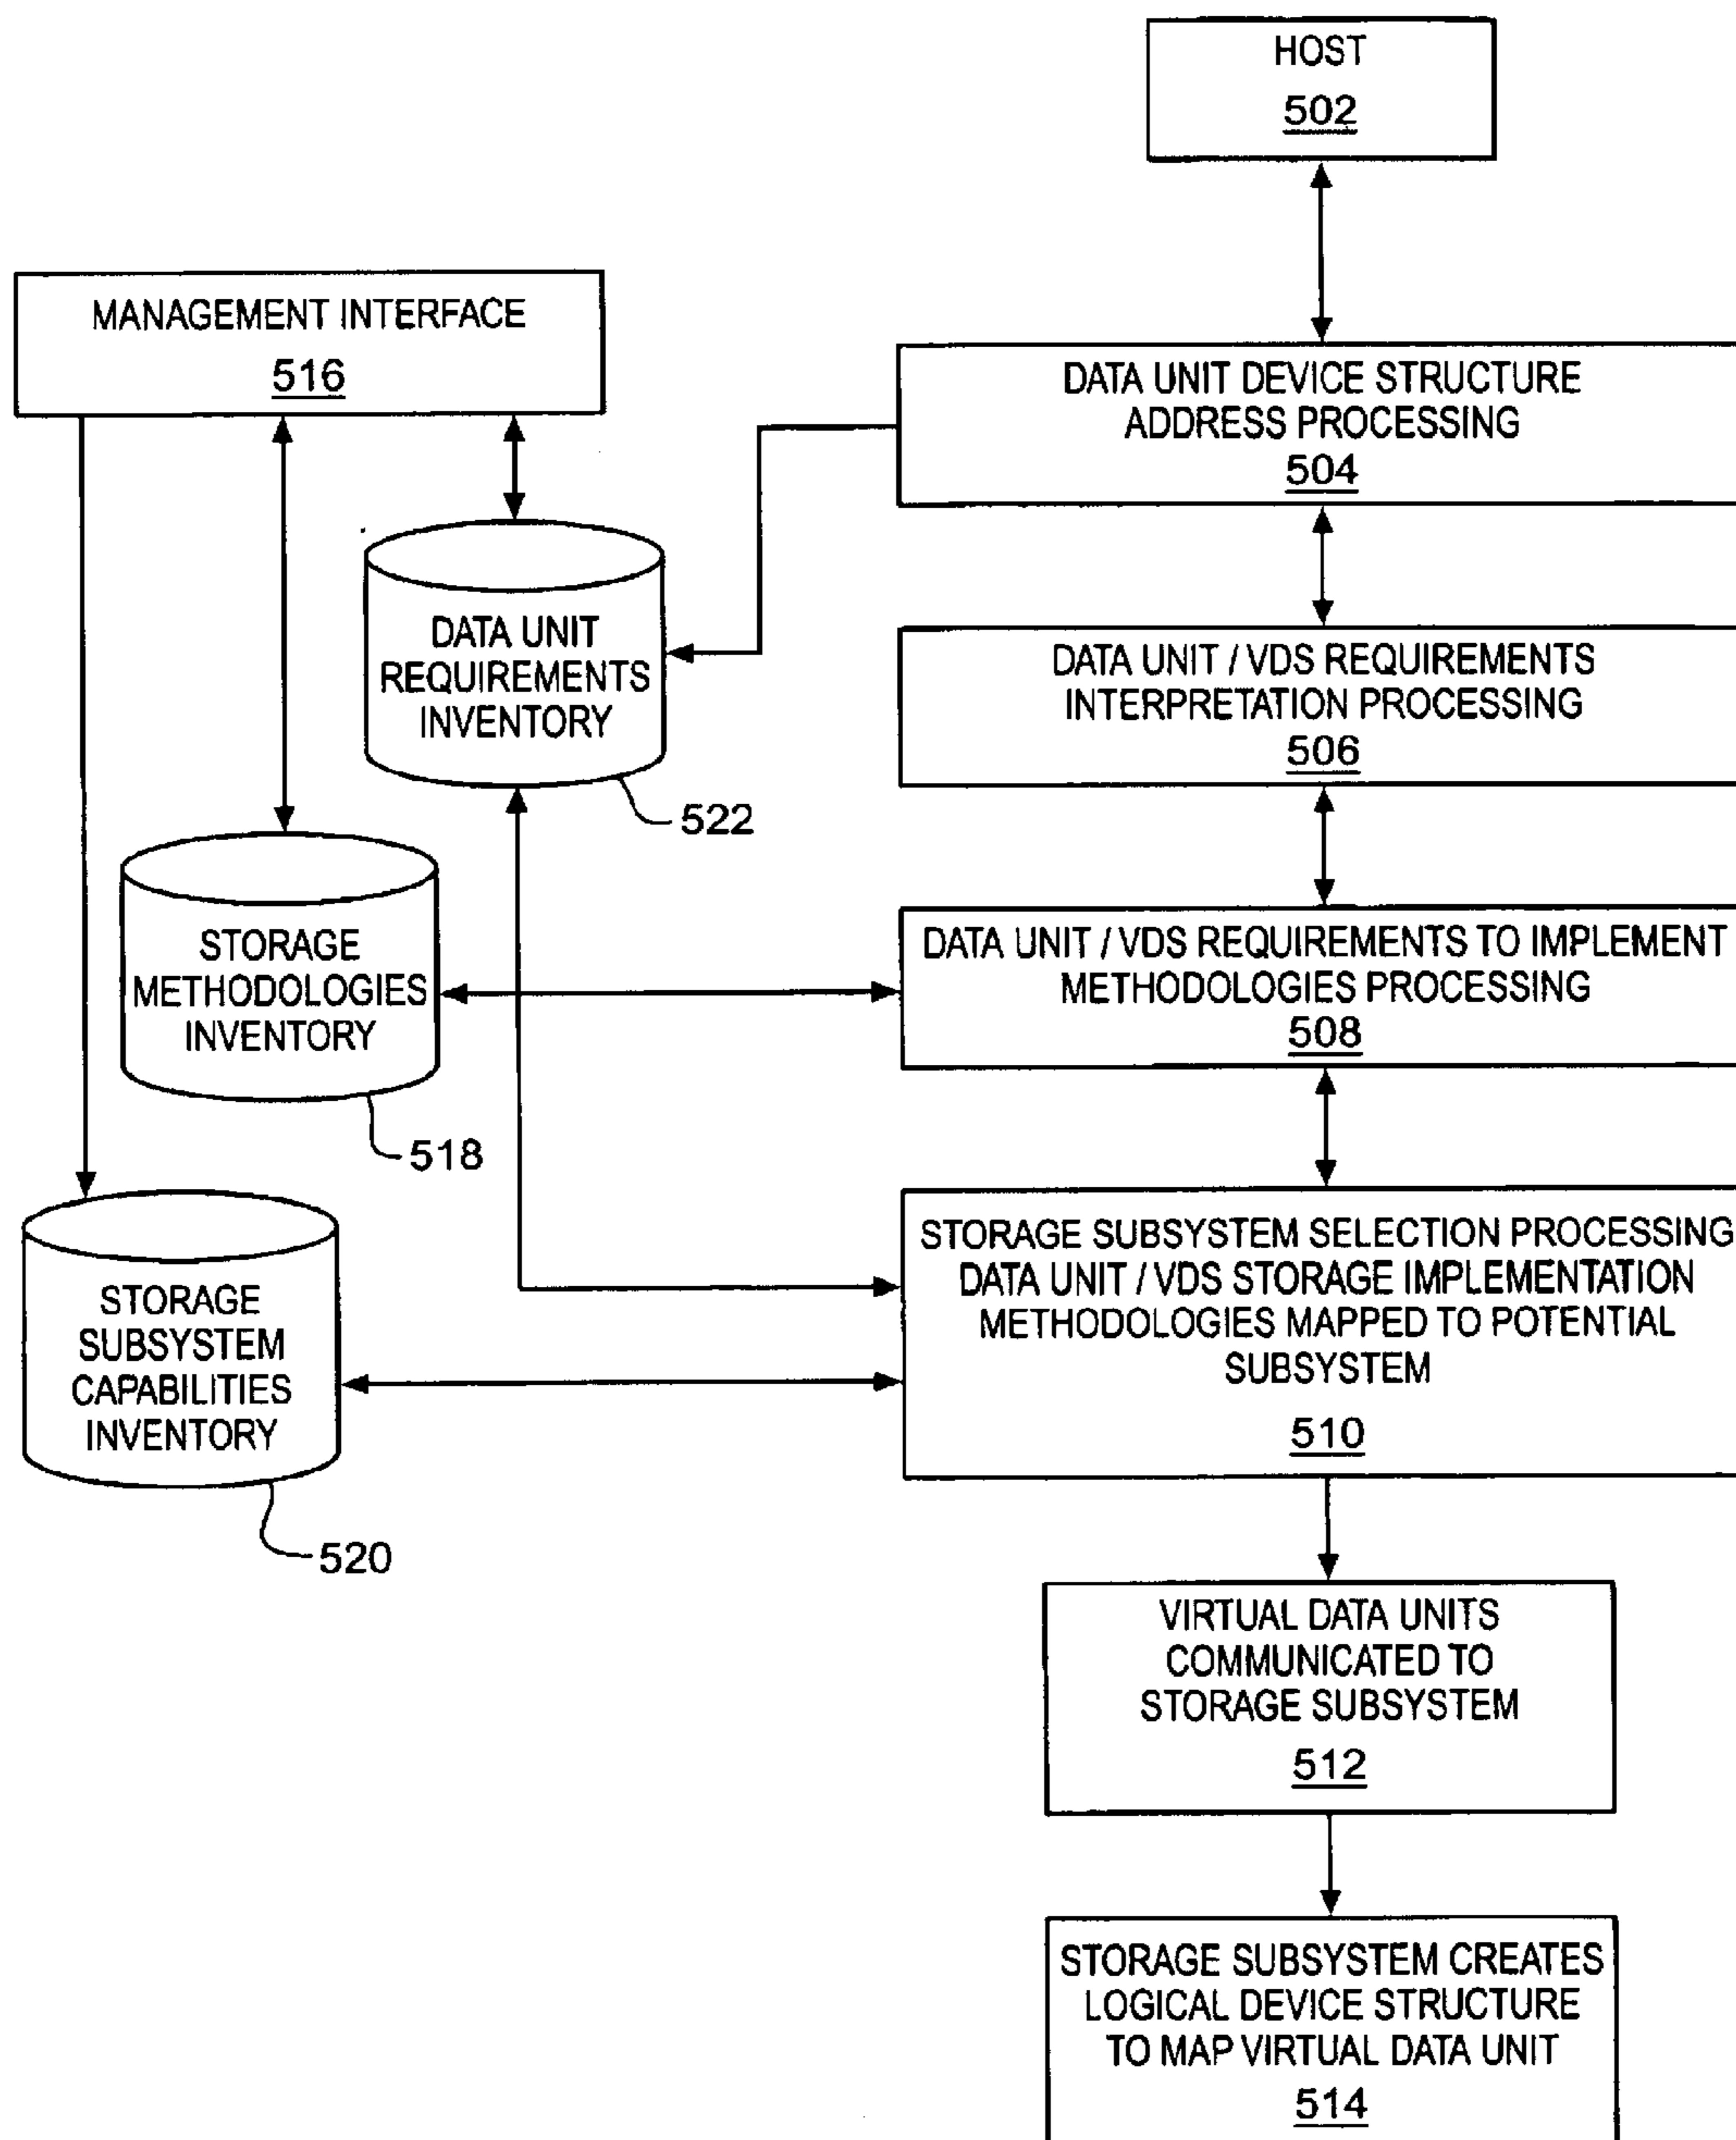 HOST
502
MANAGEMENT INTERFACE
516
DATA UNIT DEVICE STRUCTURE
ADDRESS PROCESSING
504
DATA UNIT
REQUIREMENTS
INVENTORY
522
DATA UNIT / VDS REQUIREMENTS
INTERPRETATION PROCESSING
506
STORAGE
METHODOLOGIES
INVENTORY
518
DATA UNIT / VDS REQUIREMENTS TO IMPLEMENT
METHODOLOGIES PROCESSING
508
STORAGE
SUBSYSTEM
CAPABILITIES
INVENTORY
520
STORAGE SUBSYSTEM SELECTION PROCESSING
DATA UNIT / VDS STORAGE IMPLEMENTATION
METHODOLOGIES MAPPED TO POTENTIAL
SUBSYSTEM
510
VIRTUAL DATA UNITS
COMMUNICATED TO
STORAGE SUBSYSTEM
512
STORAGE SUBSYSTEM CREATES
LOGICAL DEVICE STRUCTURE
TO MAP VIRTUAL DATA UNIT
514